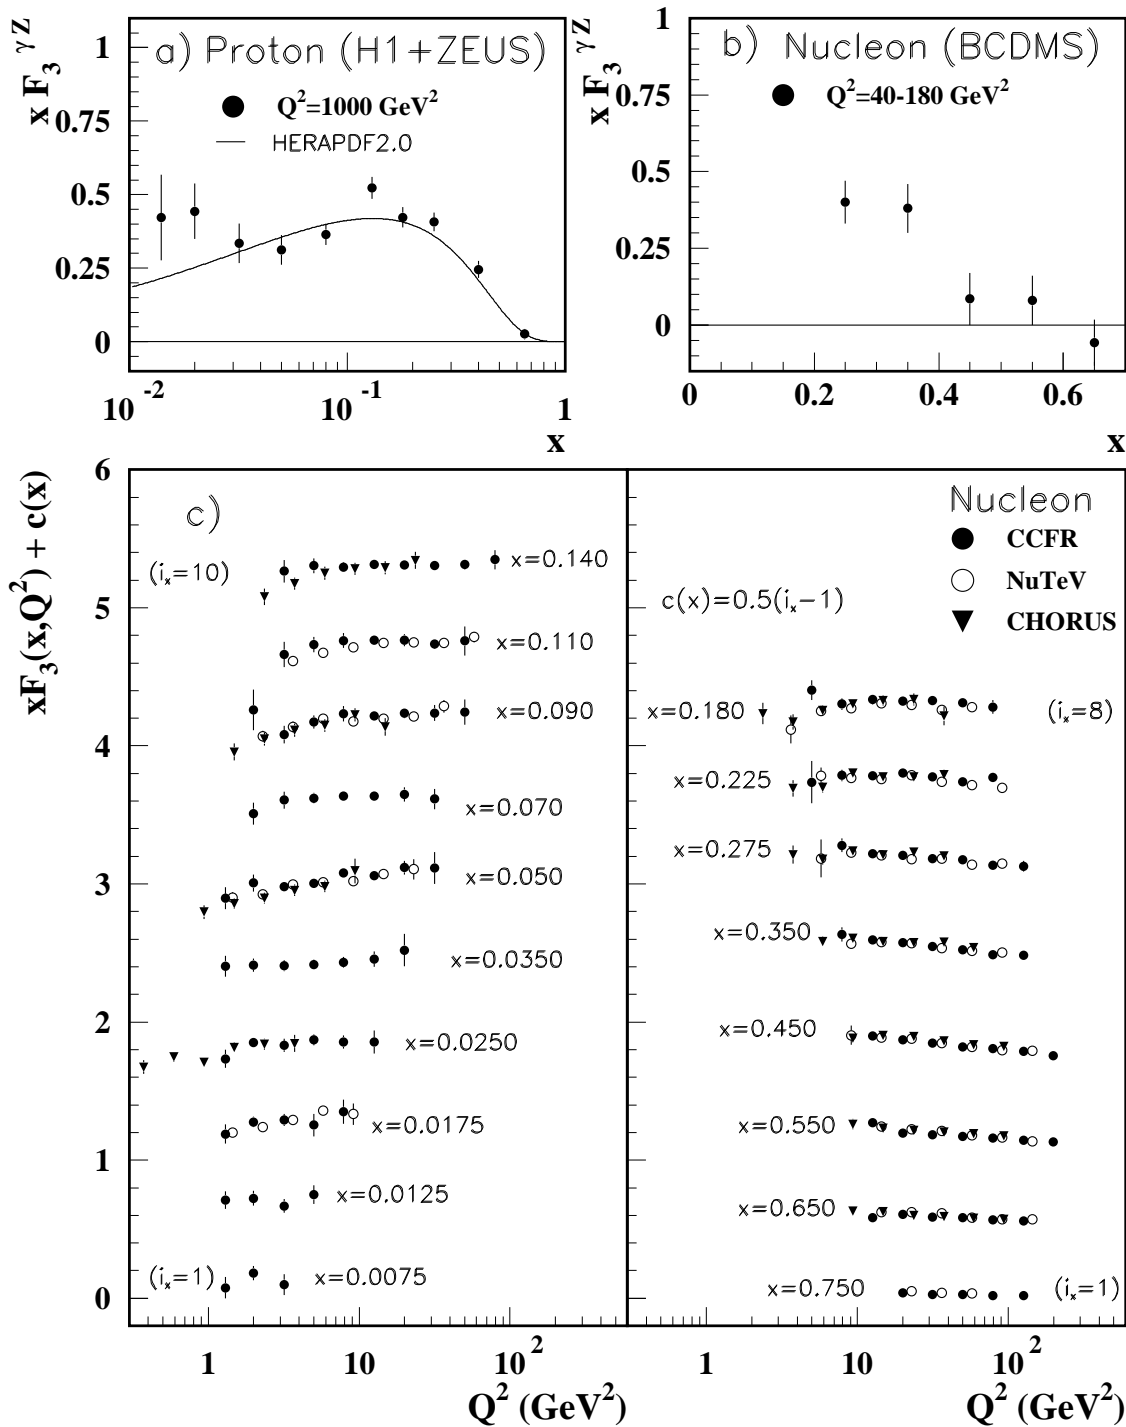 a) Proton (H1+ZEUS)
Q²=1000 GeV²
HERAPDF2.0
x F₃ γZ
1
0.75
0.5
0.25
0
10⁻² 10⁻¹ 1
x
b) Nucleon (BCDMS)
Q²=40-180 GeV²
x F₃ γZ
1
0.75
0.5
0.25
0
0 0.2 0.4 0.6
x
xF₃(x,Q²) + c(x)
6
5
4
3
2
1
0
c)
(iₓ=10)
x=0.140
x=0.110
x=0.090
x=0.070
x=0.050
x=0.0350
x=0.0250
x=0.0175
x=0.0125
(iₓ=1) x=0.0075
1 10 10²
Q² (GeV²)
Nucleon
CCFR
NuTeV
CHORUS
c(x)=0.5(iₓ-1)
x=0.180 (iₓ=8)
x=0.225
x=0.275
x=0.350
x=0.450
x=0.550
x=0.650
x=0.750 (iₓ=1)
1 10 10²
Q² (GeV²)